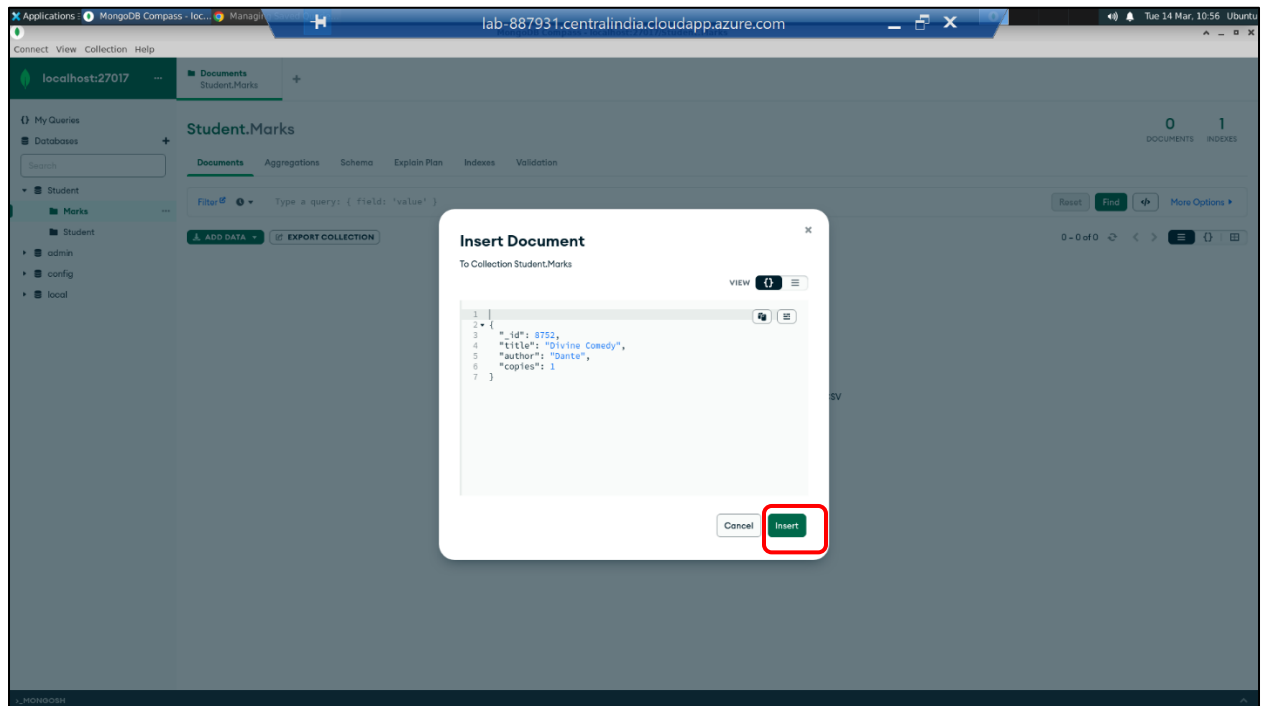 Applications : MongoDB Compass - loc... Managi
lab-887931.centralindia.cloudapp.azure.com
Tue 14 Mar, 10:56 Ubuntu
Connect View Collection Help
localhost:27017 ...
Documents
Student.Marks
+
{} My Queries
Databases +
Search
Student
Marks ...
Student
admin
config
local
Student.Marks
0 DOCUMENTS
1 INDEXES
Documents Aggregations Schema Explain Plan Indexes Validation
Filter Type a query: { field: 'value' }
Reset Find </> More Options
ADD DATA EXPORT COLLECTION
0 – 0 of 0 < > {}
Insert Document
To Collection Student.Marks
VIEW {}
1
2 {
3 "_id": 8752,
4 "title": "Divine Comedy",
5 "author": "Dante",
6 "copies": 1
7 }
CSV
Cancel Insert
>_MONGOSH